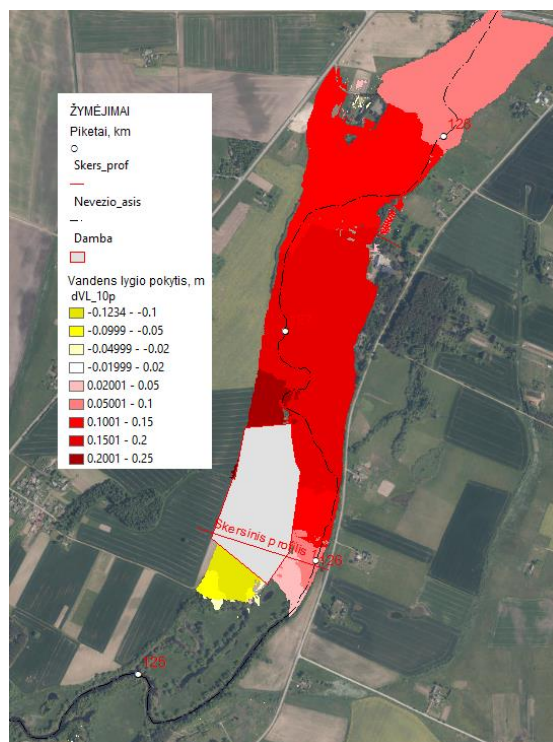 ŽYMĖJIMAI
Piketai, km
Skers_prof
Nevezio_asis
Damba
Vandens lygio pokytis, m
dVL_10p
-0.1234 - -0.1
-0.0999 - -0.05
-0.04999 - -0.02
-0.01999 - 0.02
0.02001 - 0.05
0.05001 - 0.1
0.1001 - 0.15
0.1501 - 0.2
0.2001 - 0.25
128
Skersinis profilis 1
126
125